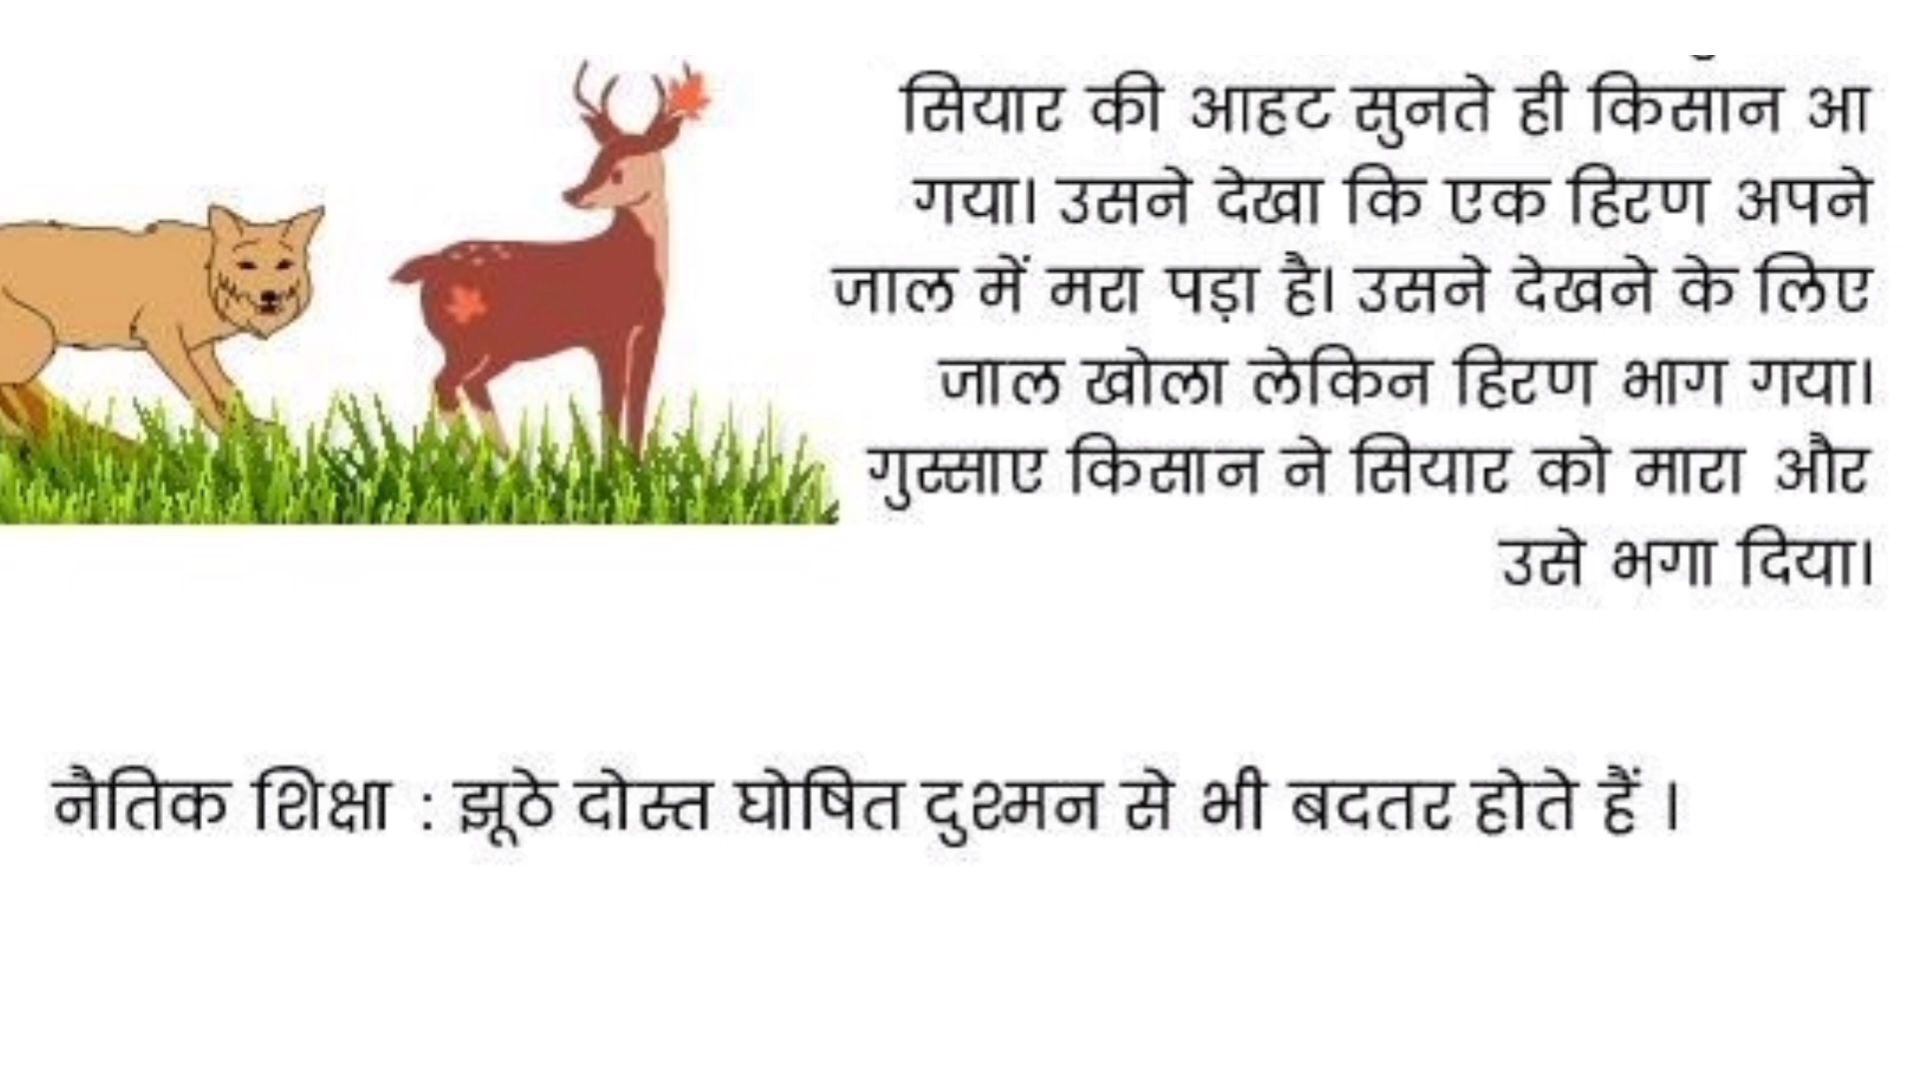 सियार की आहट सुनते ही किसान आ
गया। उसने देखा कि एक हिरण अपने
जाल में मरा पड़ा है। उसने देखने के लिए
जाल खोला लेकिन हिरण भाग गया।
गुस्साए किसान ने सियार को मारा और
उसे भगा दिया।
नैतिक शिक्षा : झूठे दोस्त घोषित दुश्मन से भी बदतर होते हैं ।